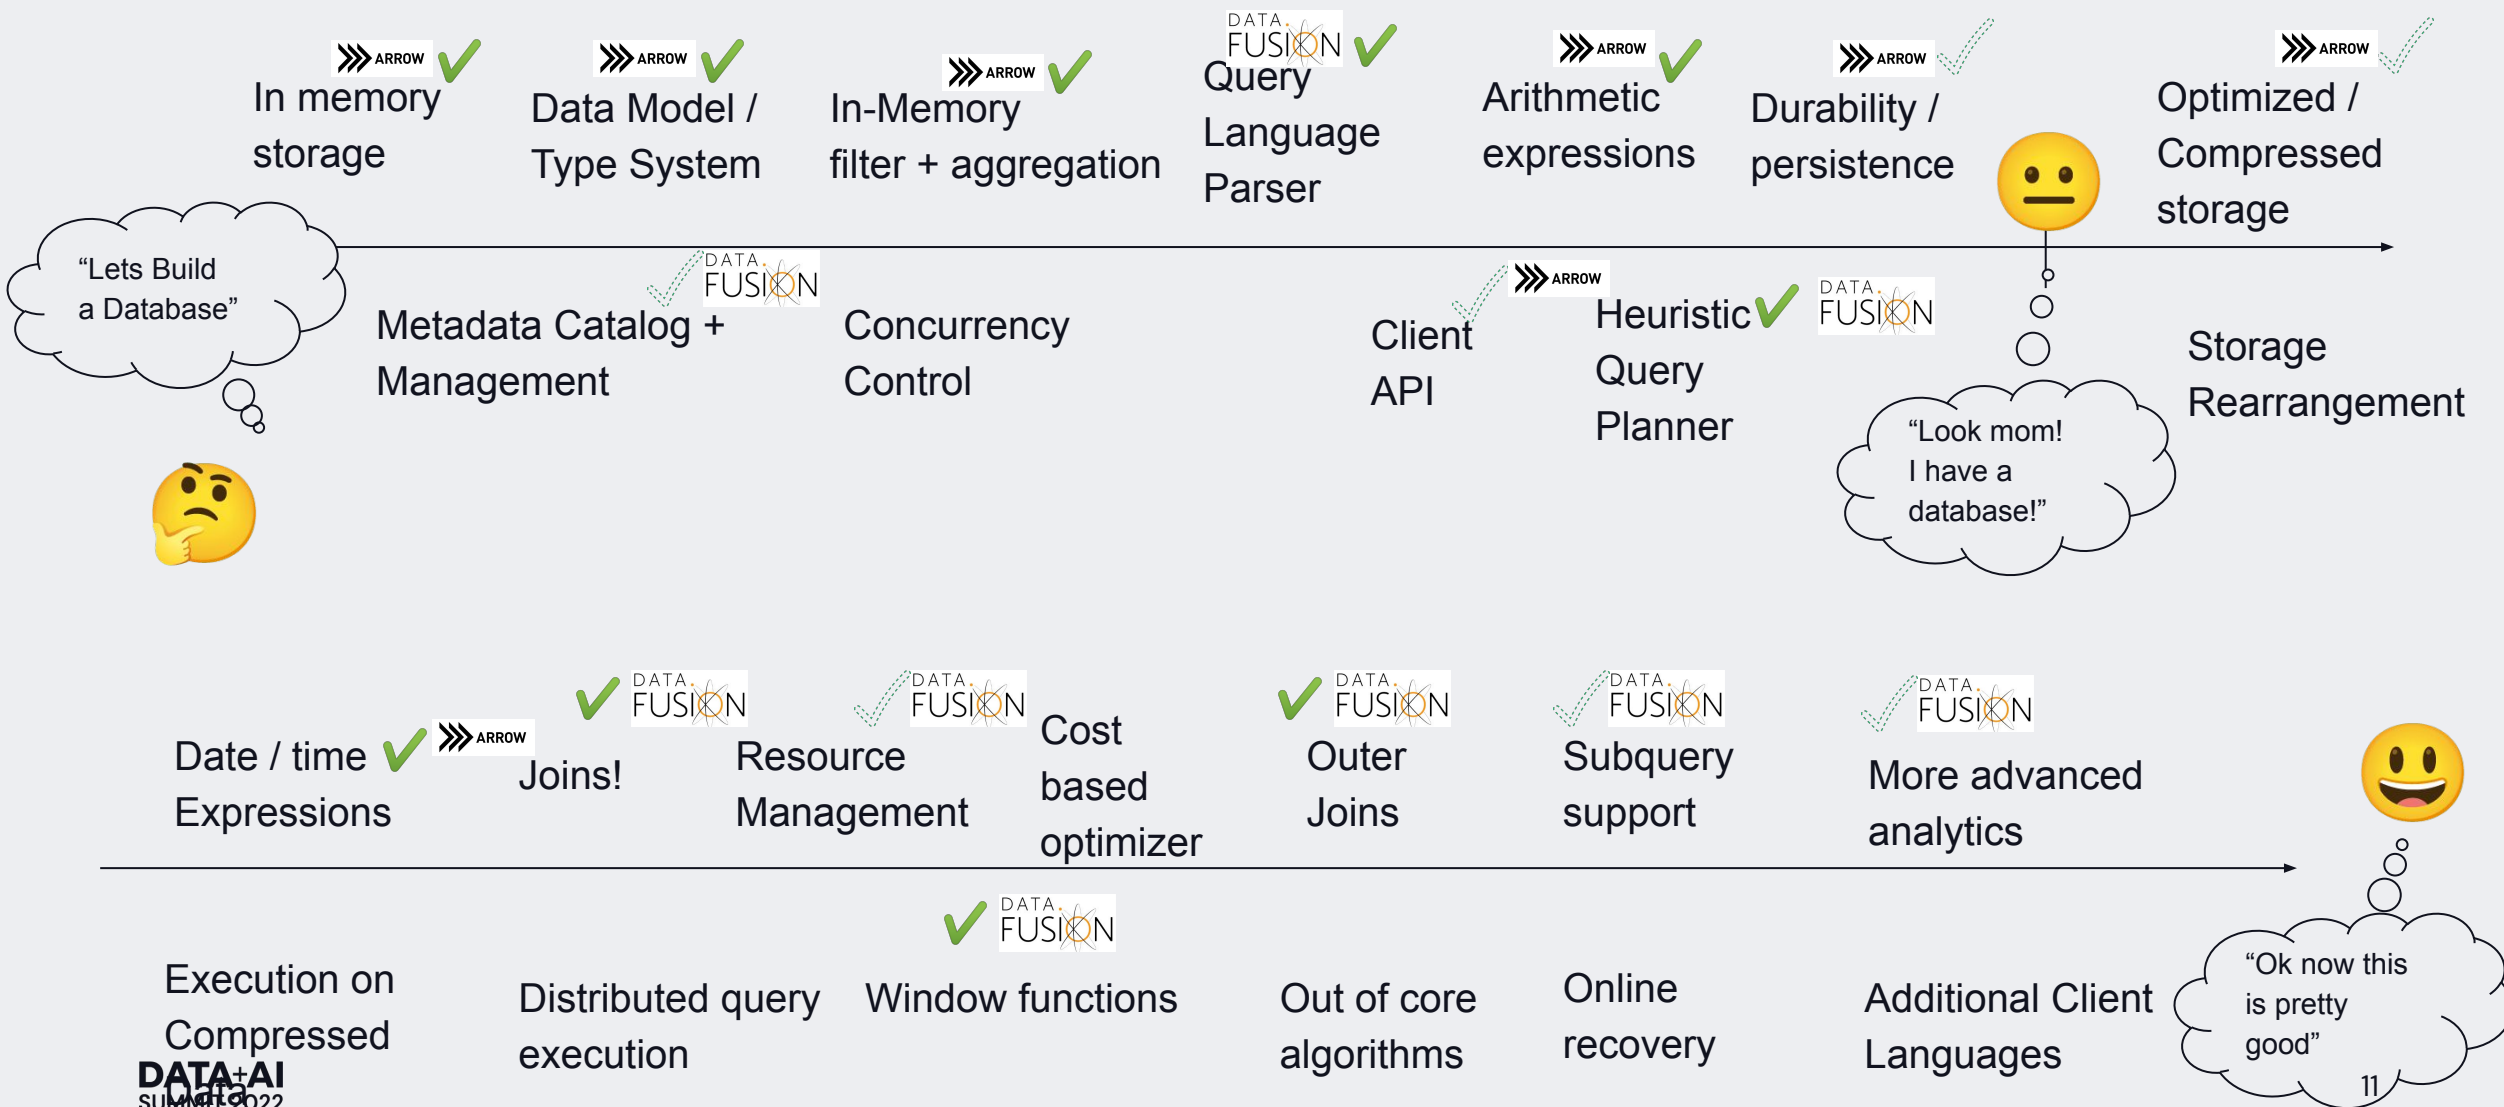 ARROW
In memory
storage
ARROW
Data Model /
Type System
ARROW
In-Memory
filter + aggregation
DATA
FUSION
Query
Language
Parser
ARROW
Arithmetic
expressions
ARROW
Durability /
persistence
ARROW
Optimized /
Compressed
storage
“Lets Build
a Database”
DATA
FUSION
Metadata Catalog +
Management
Concurrency
Control
ARROW
Client
API
DATA
FUSION
Heuristic
Query
Planner
“Look mom!
I have a
database!”
Storage
Rearrangement
ARROW
Date / time
Expressions
DATA
FUSION
Joins!
DATA
FUSION
Resource
Management
Cost
based
optimizer
DATA
FUSION
Outer
Joins
DATA
FUSION
Subquery
support
DATA
FUSION
More advanced
analytics
Execution on
Compressed
Data
Distributed query
execution
DATA
FUSION
Window functions
Out of core
algorithms
Online
recovery
Additional Client
Languages
“Ok now this
is pretty
good”
DATA+AI
SUMMIT 2022
11